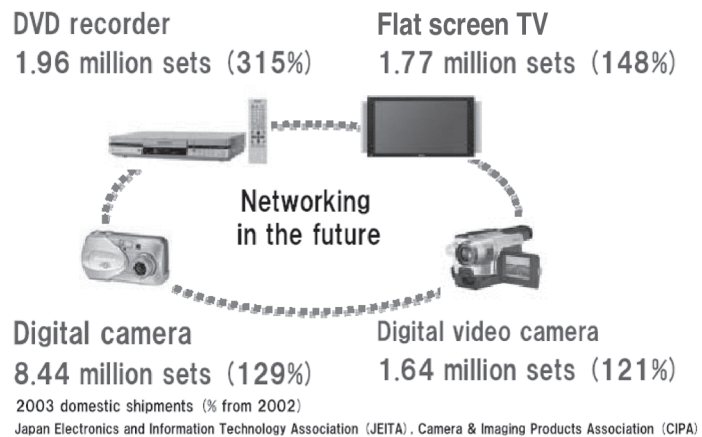 DVD recorder
1.96 million sets (315%)
Flat screen TV
1.77 million sets (148%)
Networking
in the future
Digital camera
8.44 million sets (129%)
Digital video camera
1.64 million sets (121%)
2003 domestic shipments (% from 2002)
Japan Electronics and Information Technology Association (JEITA), Camera & Imaging Products Association (CIPA)